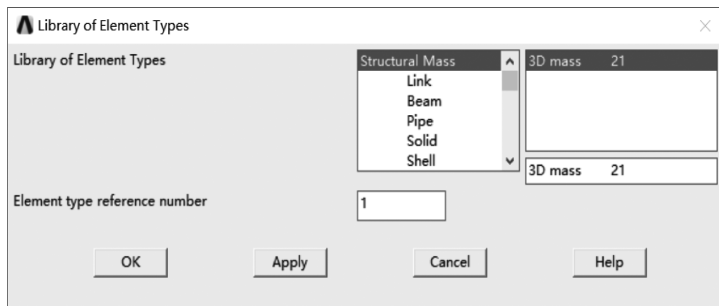 Library of Element Types
Library of Element Types
Structural Mass
Link
Beam
Pipe
Solid
Shell
3D mass 21
3D mass 21
Element type reference number
1
OK
Apply
Cancel
Help